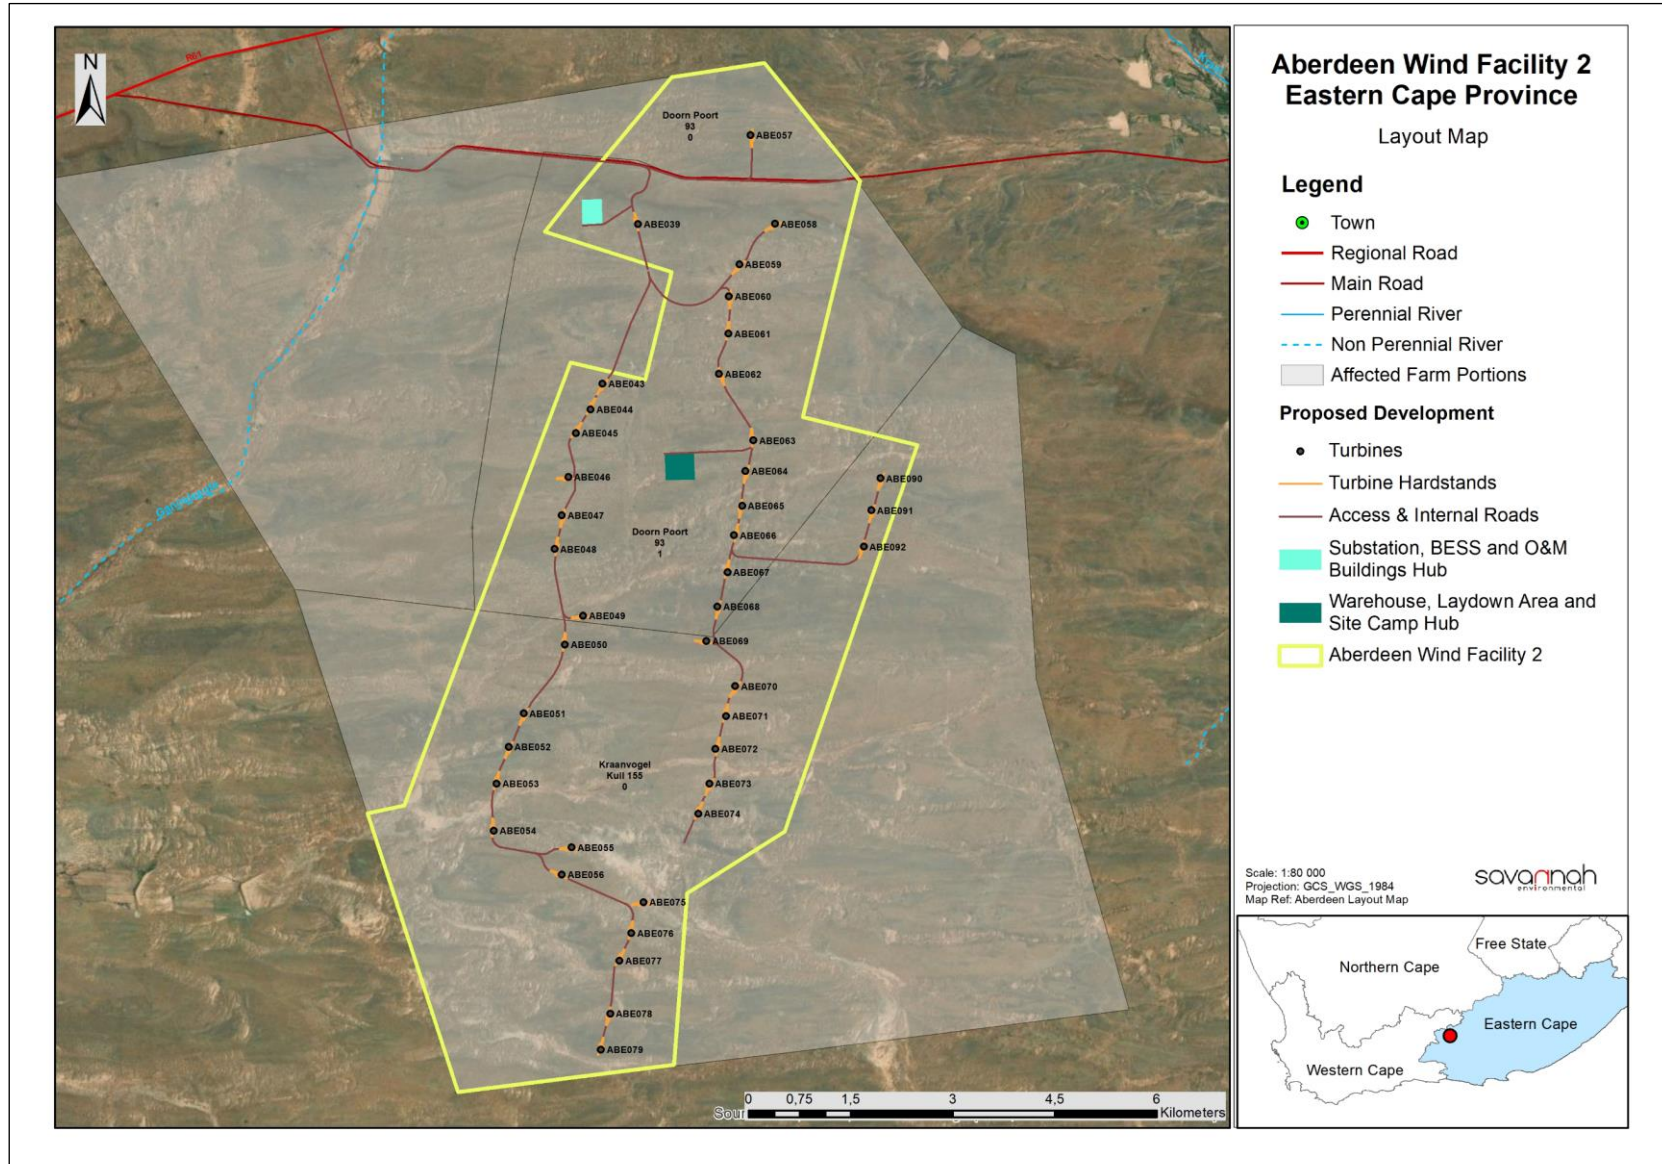 N
R61
Doorn Poort
93
0
ABE057
ABE039
ABE058
ABE059
ABE060
ABE061
ABE062
ABE043
ABE044
ABE045
ABE063
ABE046
ABE064
ABE090
ABE047
ABE065
ABE091
Doorn Poort
93
1
ABE066
ABE048
ABE092
ABE067
ABE049
ABE068
ABE050
ABE069
ABE070
ABE051
ABE071
ABE052
ABE072
Kraanvogel
Kuil 155
0
ABE053
ABE073
ABE074
ABE054
ABE055
ABE056
ABE075
ABE076
ABE077
ABE078
ABE079
0 0,75 1,5 3 4,5 6
Kilometers
Aberdeen Wind Facility 2
Eastern Cape Province
Layout Map
Legend
Town
Regional Road
Main Road
Perennial River
Non Perennial River
Affected Farm Portions
Proposed Development
Turbines
Turbine Hardstands
Access & Internal Roads
Substation, BESS and O&M
Buildings Hub
Warehouse, Laydown Area and
Site Camp Hub
Aberdeen Wind Facility 2
Scale: 1:80 000
Projection: GCS_WGS_1984
Map Ref: Aberdeen Layout Map
savannah
environmental
Free State
Northern Cape
Eastern Cape
Western Cape